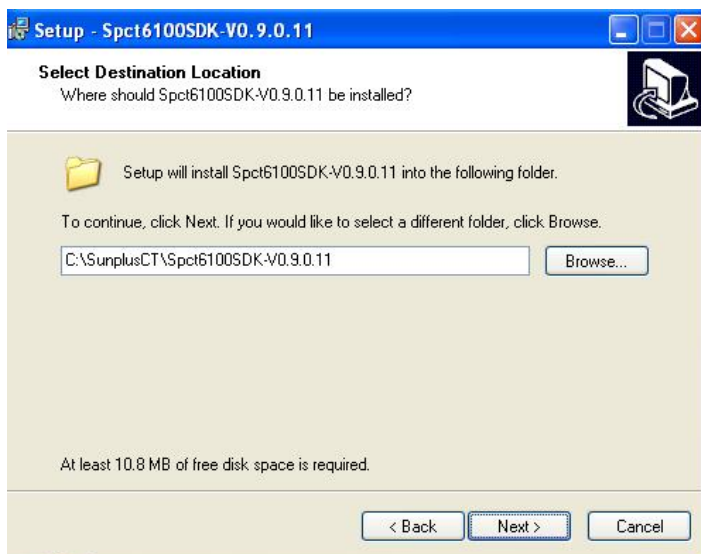 Setup - Spct6100SDK-V0.9.0.11
Select Destination Location
Where should Spct6100SDK-V0.9.0.11 be installed?
Setup will install Spct6100SDK-V0.9.0.11 into the following folder.
To continue, click Next. If you would like to select a different folder, click Browse.
C:\SunplusCT\Spct6100SDK-V0.9.0.11
Browse...
At least 10.8 MB of free disk space is required.
< Back
Next >
Cancel